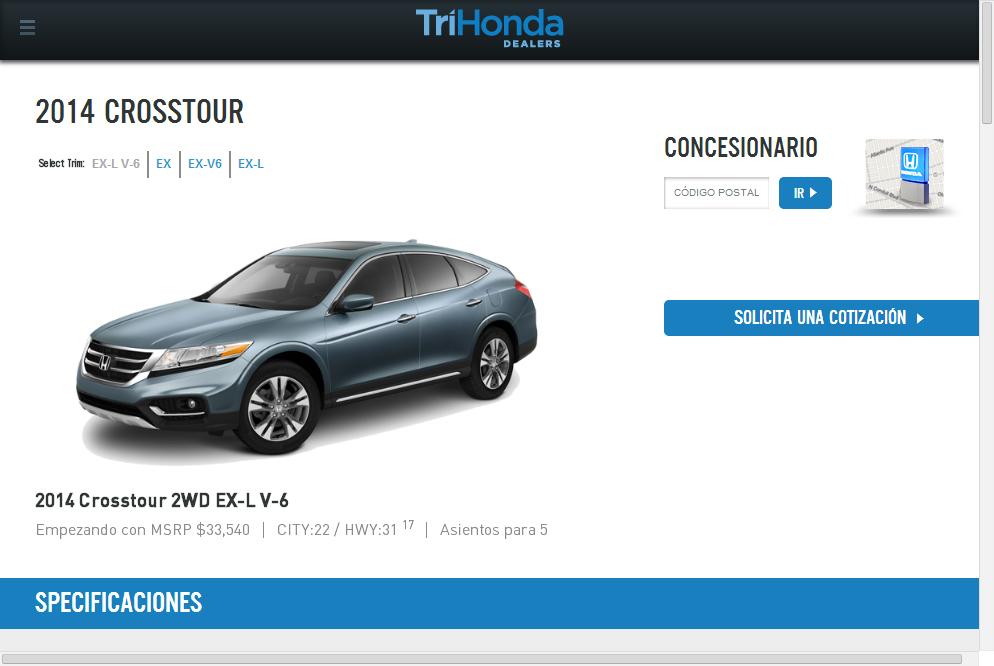 TriHonda
DEALERS
2014 CROSSTOUR
Select Trim: EX-L V-6 EX EX-V6 EX-L
CONCESIONARIO
CÓDIGO POSTAL IR
HONDA
SOLICITA UNA COTIZACIÓN
2014 Crosstour 2WD EX-L V-6
Empezando con MSRP $33,540 | CITY:22 / HWY:31 17 | Asientos para 5
SPECIFICACIONES